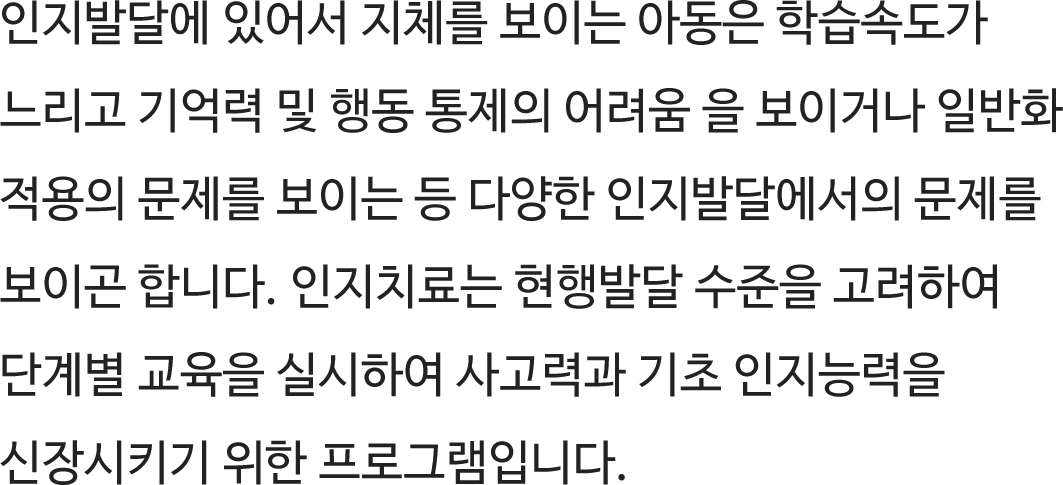 인지발달에 있어서 지체를 보이는 아동은 학습속도가
느리고 기억력 및 행동 통제의 어려움 을 보이거나 일반화
적용의 문제를 보이는 등 다양한 인지발달에서의 문제를
보이곤 합니다. 인지치료는 현행발달 수준을 고려하여
단계별 교육을 실시하여 사고력과 기초 인지능력을
신장시키기 위한 프로그램입니다.